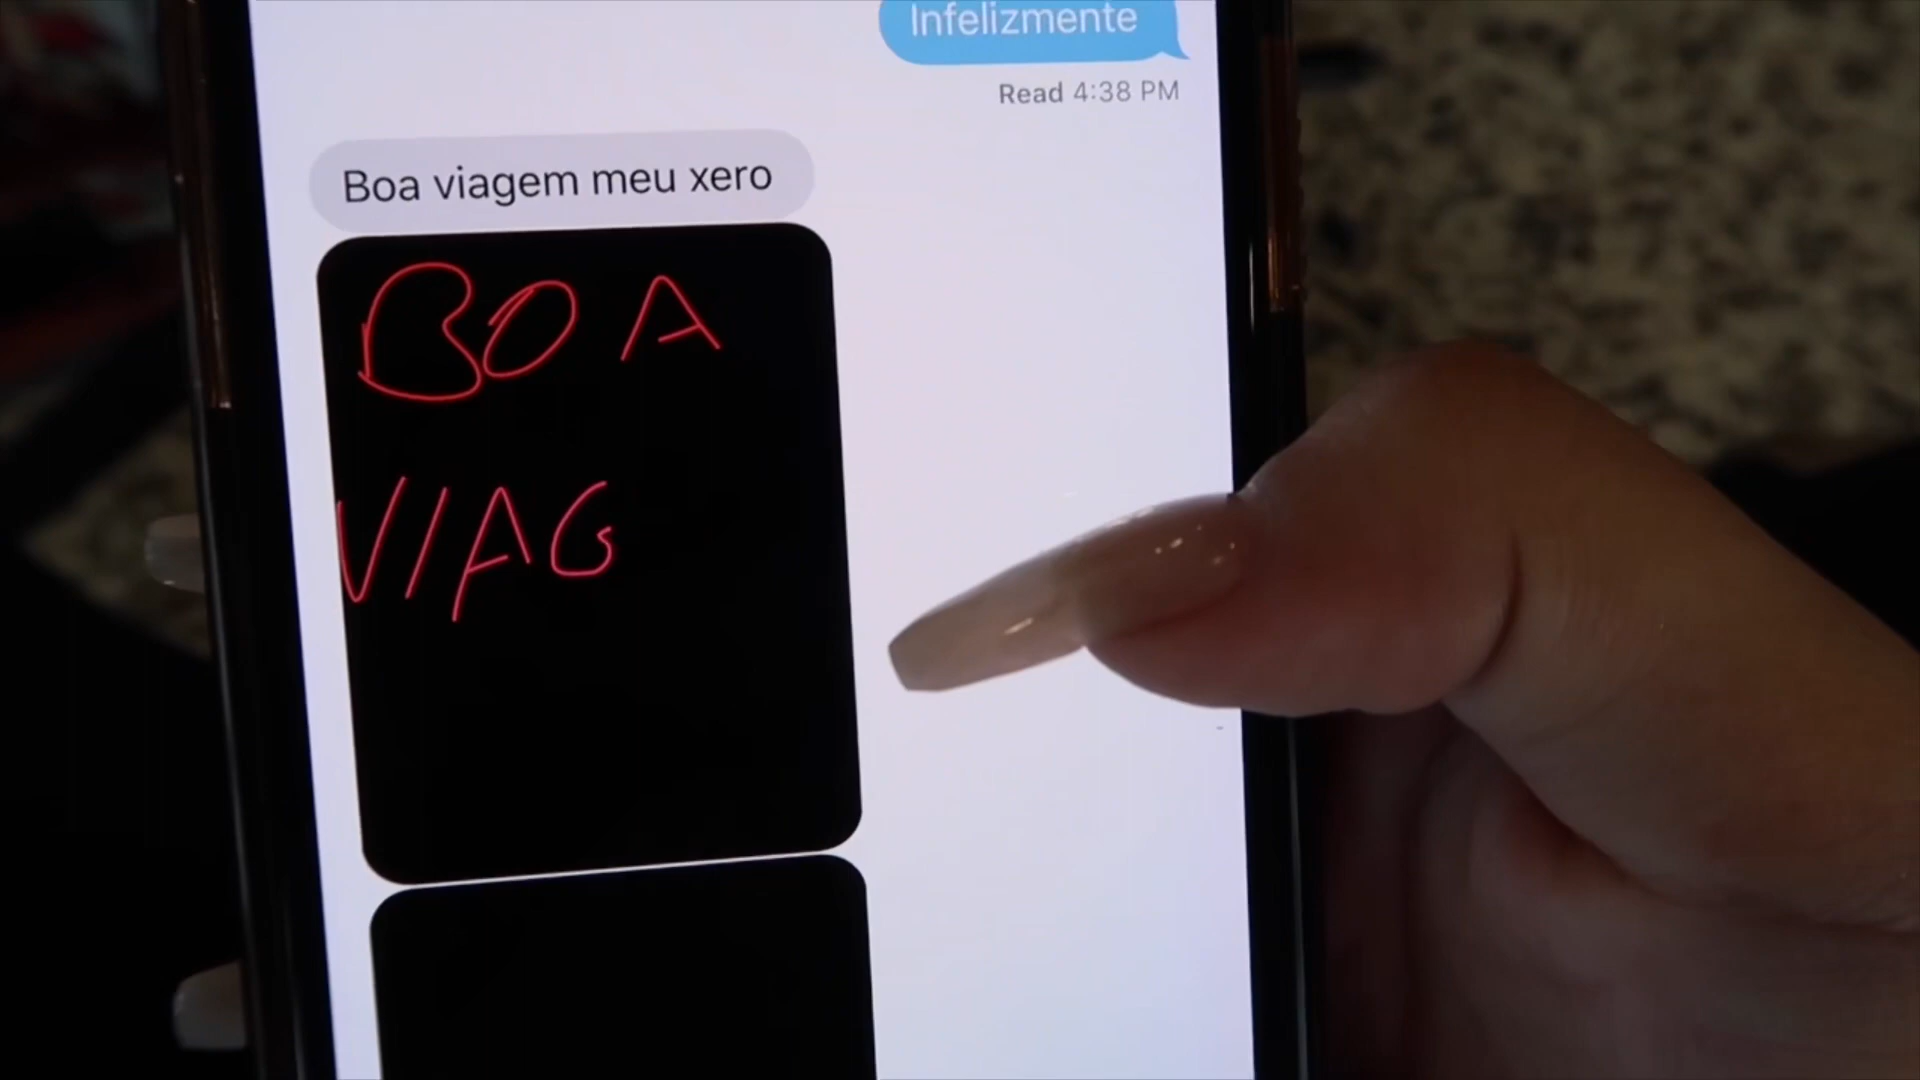 Infelizmente
Read 4:38 PM
Boa viagem meu xero
BOA
VIAG